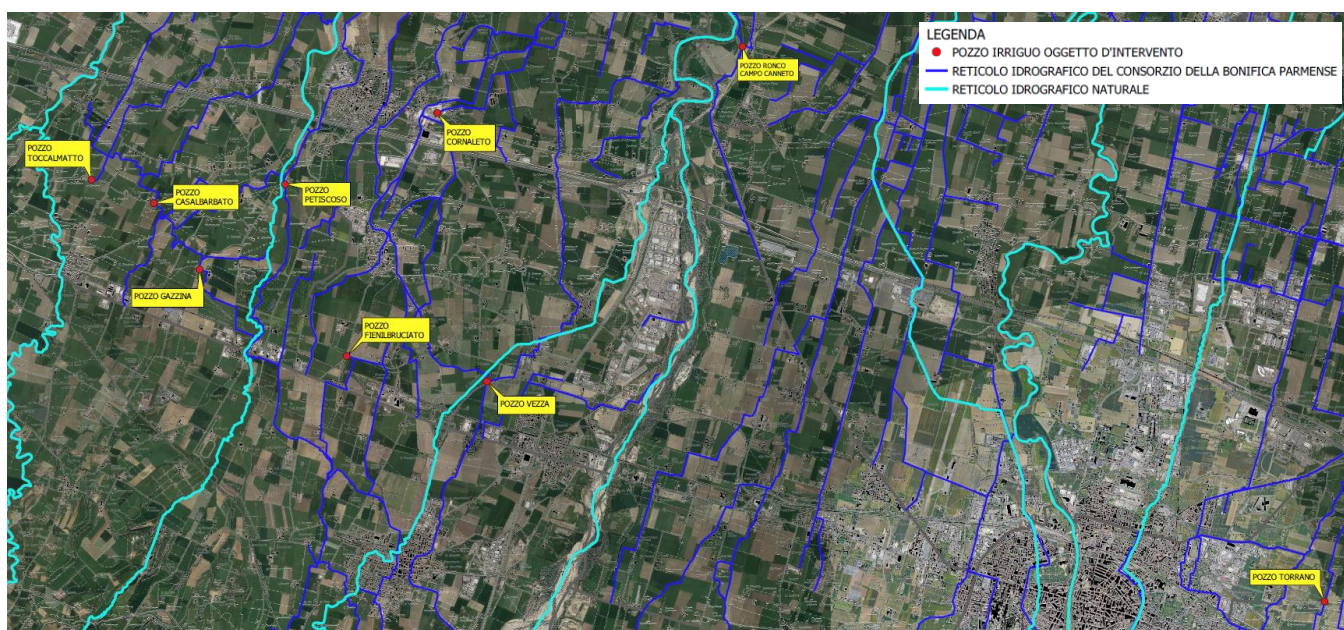 LEGENDA
POZZO IRRIGUO OGGETTO D'INTERVENTO
RETICOLO IDROGRAFICO DEL CONSORZIO DELLA BONIFICA PARMENSE
RETICOLO IDROGRAFICO NATURALE
POZZO RONCO
CAMPO CANNETO
POZZO
CORNALETO
POZZO
TOCCALMATTO
POZZO
CASALBARBATO
POZZO
PETISCOSO
POZZO GAZZINA
POZZO
FIENILBRUCIATO
POZZO VEZZA
POZZO TORRANO